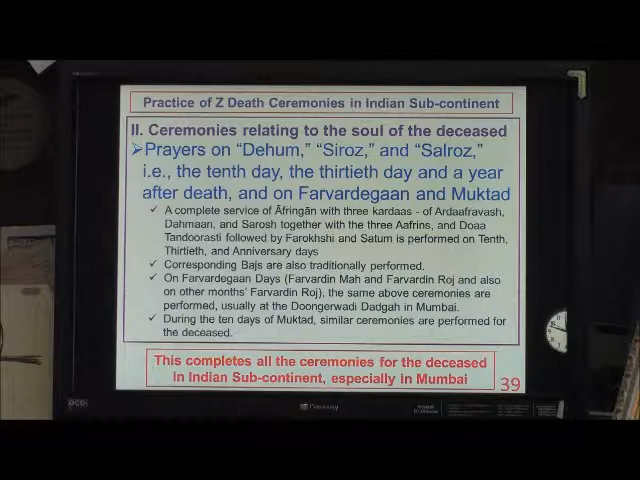 Practice of Z Death Ceremonies in Indian Sub-continent
II. Ceremonies relating to the soul of the deceased
➢Prayers on “Dehum,” “Siroz,” and “Salroz,”
i.e., the tenth day, the thirtieth day and a year
after death, and on Farvardegaan and Muktad
✓ A complete service of Āfringān with three kardaas - of Ardaafravash,
Dahmaan, and Sarosh together with the three Aafrins, and Doaa
Tandoorasti followed by Farokhshi and Satum is performed on Tenth,
Thirtieth, and Anniversary days
✓ Corresponding Bajs are also traditionally performed.
✓ On Farvardegaan Days (Farvardin Mah and Farvardin Roj and also
on other months’ Farvardin Roj), the same above ceremonies are
performed, usually at the Doongerwadi Dadgah in Mumbai.
✓ During the ten days of Muktad, similar ceremonies are performed for
the deceased.
This completes all the ceremonies for the deceased
in Indian Sub-continent, especially in Mumbai
39